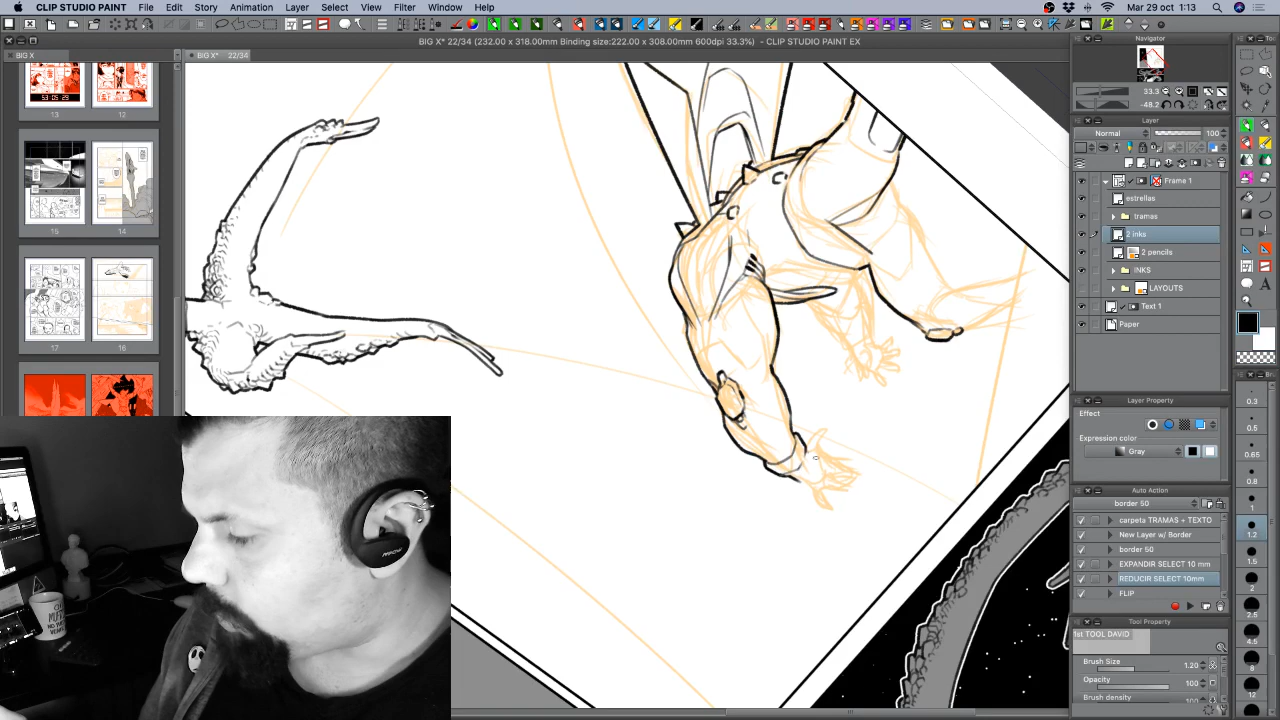 CLIP STUDIO PAINT File Edit Story Animation Layer Select View Filter Window Help Mar 29 oct 1:13
BIG X* 22/34 (232.00 x 318.00mm Binding size:222.00 x 308.00mm 600dpi 33.3%) - CLIP STUDIO PAINT EX
BIG X
BIG X* 22/34
Navigator
33.3
-48.2
Layer
Normal 100
Frame 1
estrellas
tramas
2 inks
2 pencils
INKS
LAYOUTS
Text 1
Paper
Layer Property
Effect
Expression color
Gray
Auto Action
border 50
carpeta TRAMAS + TEXTO
New Layer w/ Border
border 50
EXPANDIR SELECT 10 mm
REDUCIR SELECT 10mm
FLIP
Tool Property
1st TOOL DAVID
Brush Size 1.20
Opacity 100
Brush density 100
0.3
0.5
0.65
0.8
1
1.2
1.5
2
2.5
4.5
8
12
13 12
15 14
17 16
53:05:29